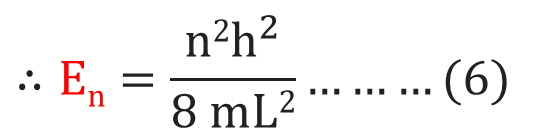 ∴ Eₙ = n²h² / 8 mL² ... ... ... (6)